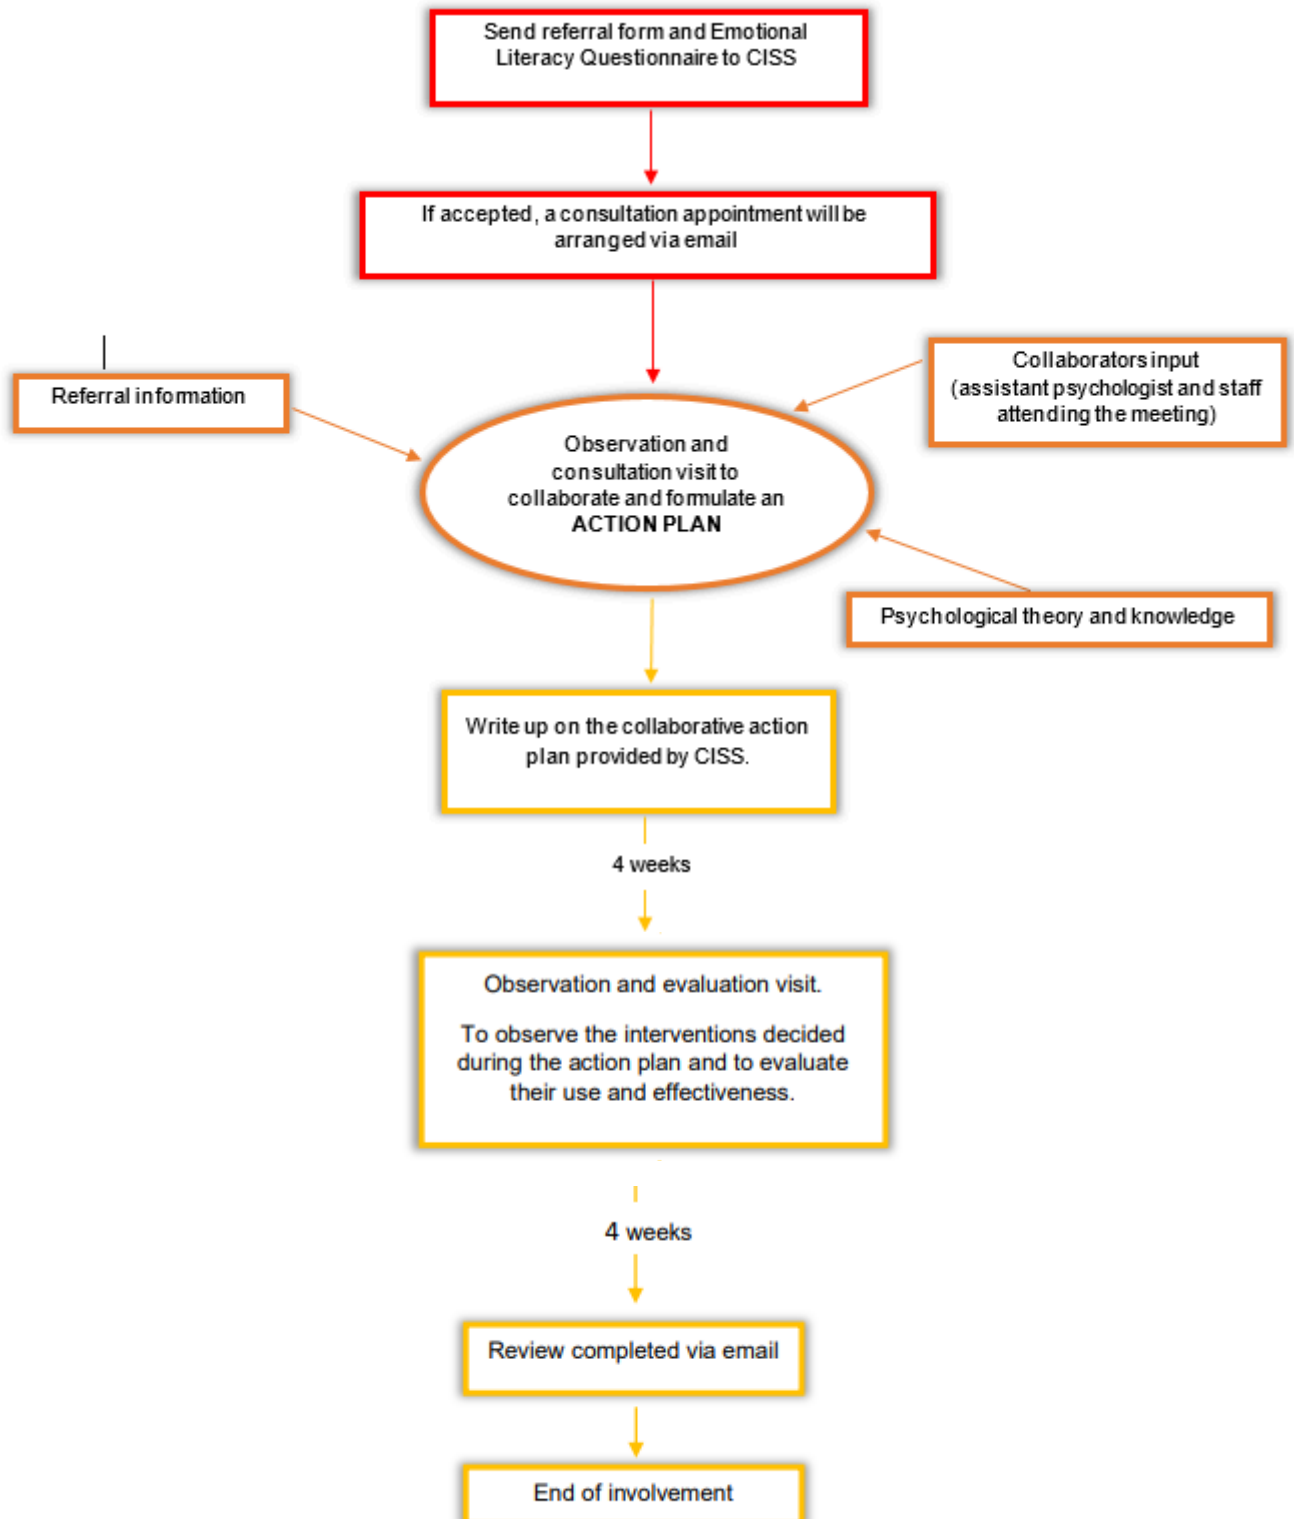 Send referral form and Emotional
Literacy Questionnaire to CISS
If accepted, a consultation appointment will be
arranged via email
Referral information
Collaborators input
(assistant psychologist and staff
attending the meeting)
Observation and
consultation visit to
collaborate and formulate an
ACTION PLAN
Psychological theory and knowledge
Write up on the collaborative action
plan provided by CISS.
4 weeks
Observation and evaluation visit.
To observe the interventions decided
during the action plan and to evaluate
their use and effectiveness.
4 weeks
Review completed via email
End of involvement